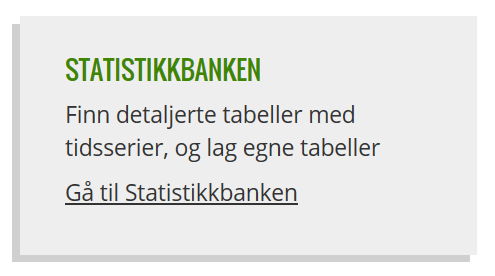 STATISTIKKBANKEN
Finn detaljerte tabeller med
tidsserier, og lag egne tabeller
Gå til Statistikkbanken